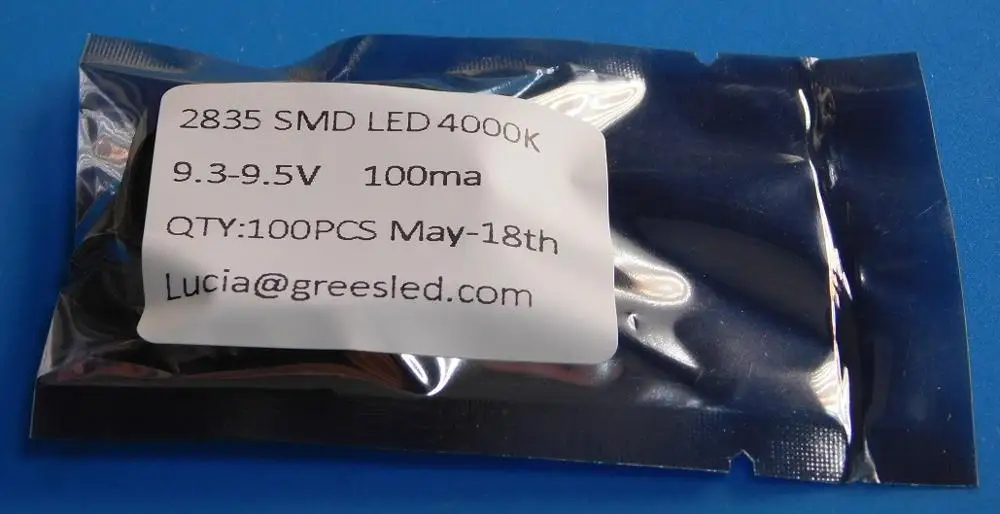 2835 SMD LED 4000K
9.3-9.5V 100ma
QTY:100PCS May-18th
Lucia@greesled.com